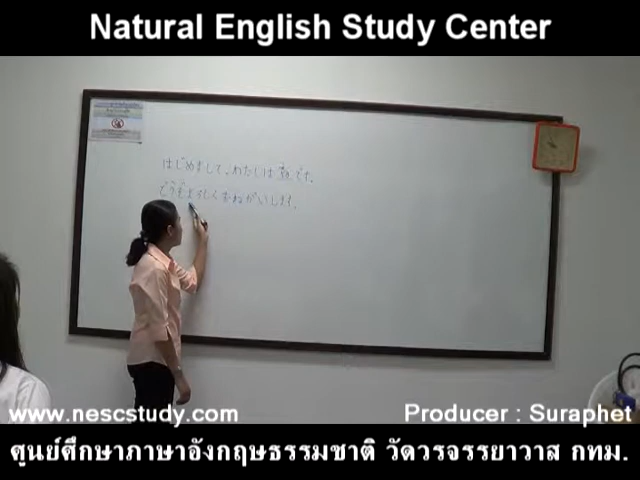 Natural English Study Center
はじめまして、わたしは です。
どうぞよろしくおねがいします。
www.nescstudy.com
Producer : Suraphet
ศูนย์ศึกษาภาษาอังกฤษธรรมชาติ วัดวรจรรยาวาส กทม.